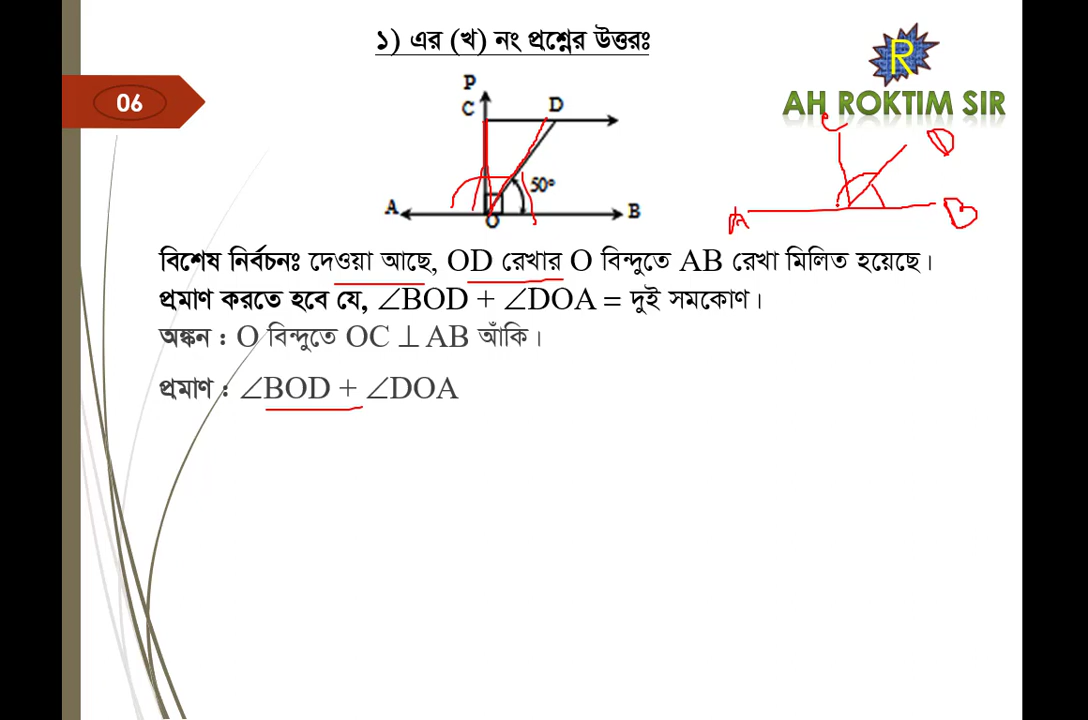 ১) এর (খ) নং প্রশ্নের উত্তরঃ
06
R
AH ROKTIM SIR
P
C
D
50°
A
B
O
C
D
A
B
বিশেষ নির্বচনঃ দেওয়া আছে, OD রেখার O বিন্দুতে AB রেখা মিলিত হয়েছে।
প্রমাণ করতে হবে যে, ∠BOD + ∠DOA = দুই সমকোণ।
অঙ্কন : O বিন্দুতে OC ⊥ AB আঁকি।
প্রমাণ : ∠BOD + ∠DOA